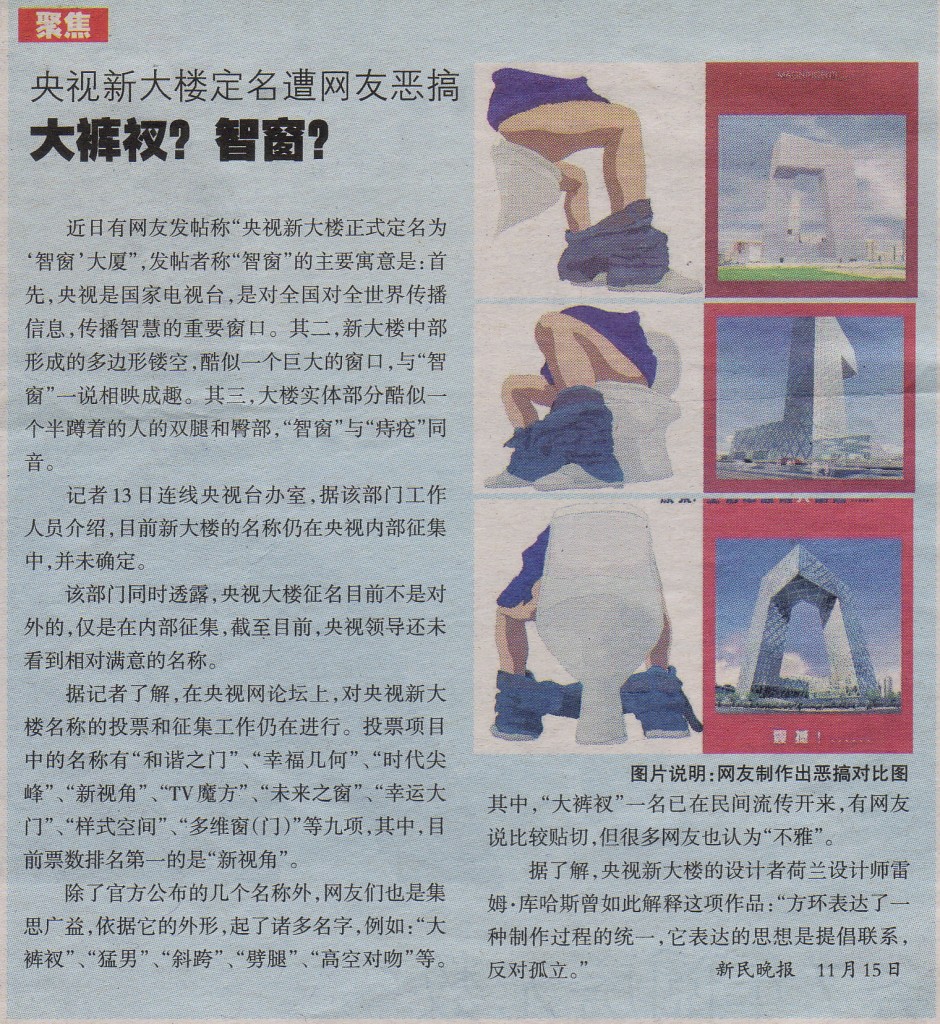 聚焦
央视新大楼定名遭网友恶搞
大裤衩？智窗？
近日有网友发帖称“央视新大楼正式定名为
‘智窗’大厦”，发帖者称“智窗”的主要寓意是：首
先，央视是国家电视台，是对全国对全世界传播
信息，传播智慧的重要窗口。其二，新大楼中部
形成的多边形镂空，酷似一个巨大的窗口，与“智
窗”一说相映成趣。其三，大楼实体部分酷似一
个半蹲着的人的双腿和臀部，“智窗”与“痔疮”同
音。
记者13日连线央视台办室，据该部门工作
人员介绍，目前新大楼的名称仍在央视内部征集
中，并未确定。
该部门同时透露，央视大楼征名目前不是对
外的，仅是在内部征集，截至目前，央视领导还未
看到相对满意的名称。
据记者了解，在央视网论坛上，对央视新大
楼名称的投票和征集工作仍在进行。投票项目
中的名称有“和谐之门”、“幸福几何”、“时代尖
峰”、“新视角”、“TV魔方”、“未来之窗”、“幸运大
门”、“样式空间”、“多维窗（门）”等九项，其中，目
前票数排名第一的是“新视角”。
除了官方公布的几个名称外，网友们也是集
思广益，依据它的外形，起了诸多名字，例如：“大
裤衩”、“猛男”、“斜跨”、“劈腿”、“高空对吻”等。
震撼！……
图片说明：网友制作出恶搞对比图
其中，“大裤衩”一名已在民间流传开来，有网友
说比较贴切，但很多网友也认为“不雅”。
据了解，央视新大楼的设计者荷兰设计师雷
姆·库哈斯曾如此解释这项作品：“方环表达了一
种制作过程的统一，它表达的思想是提倡联系，
反对孤立。” 新民晚报 11月15日